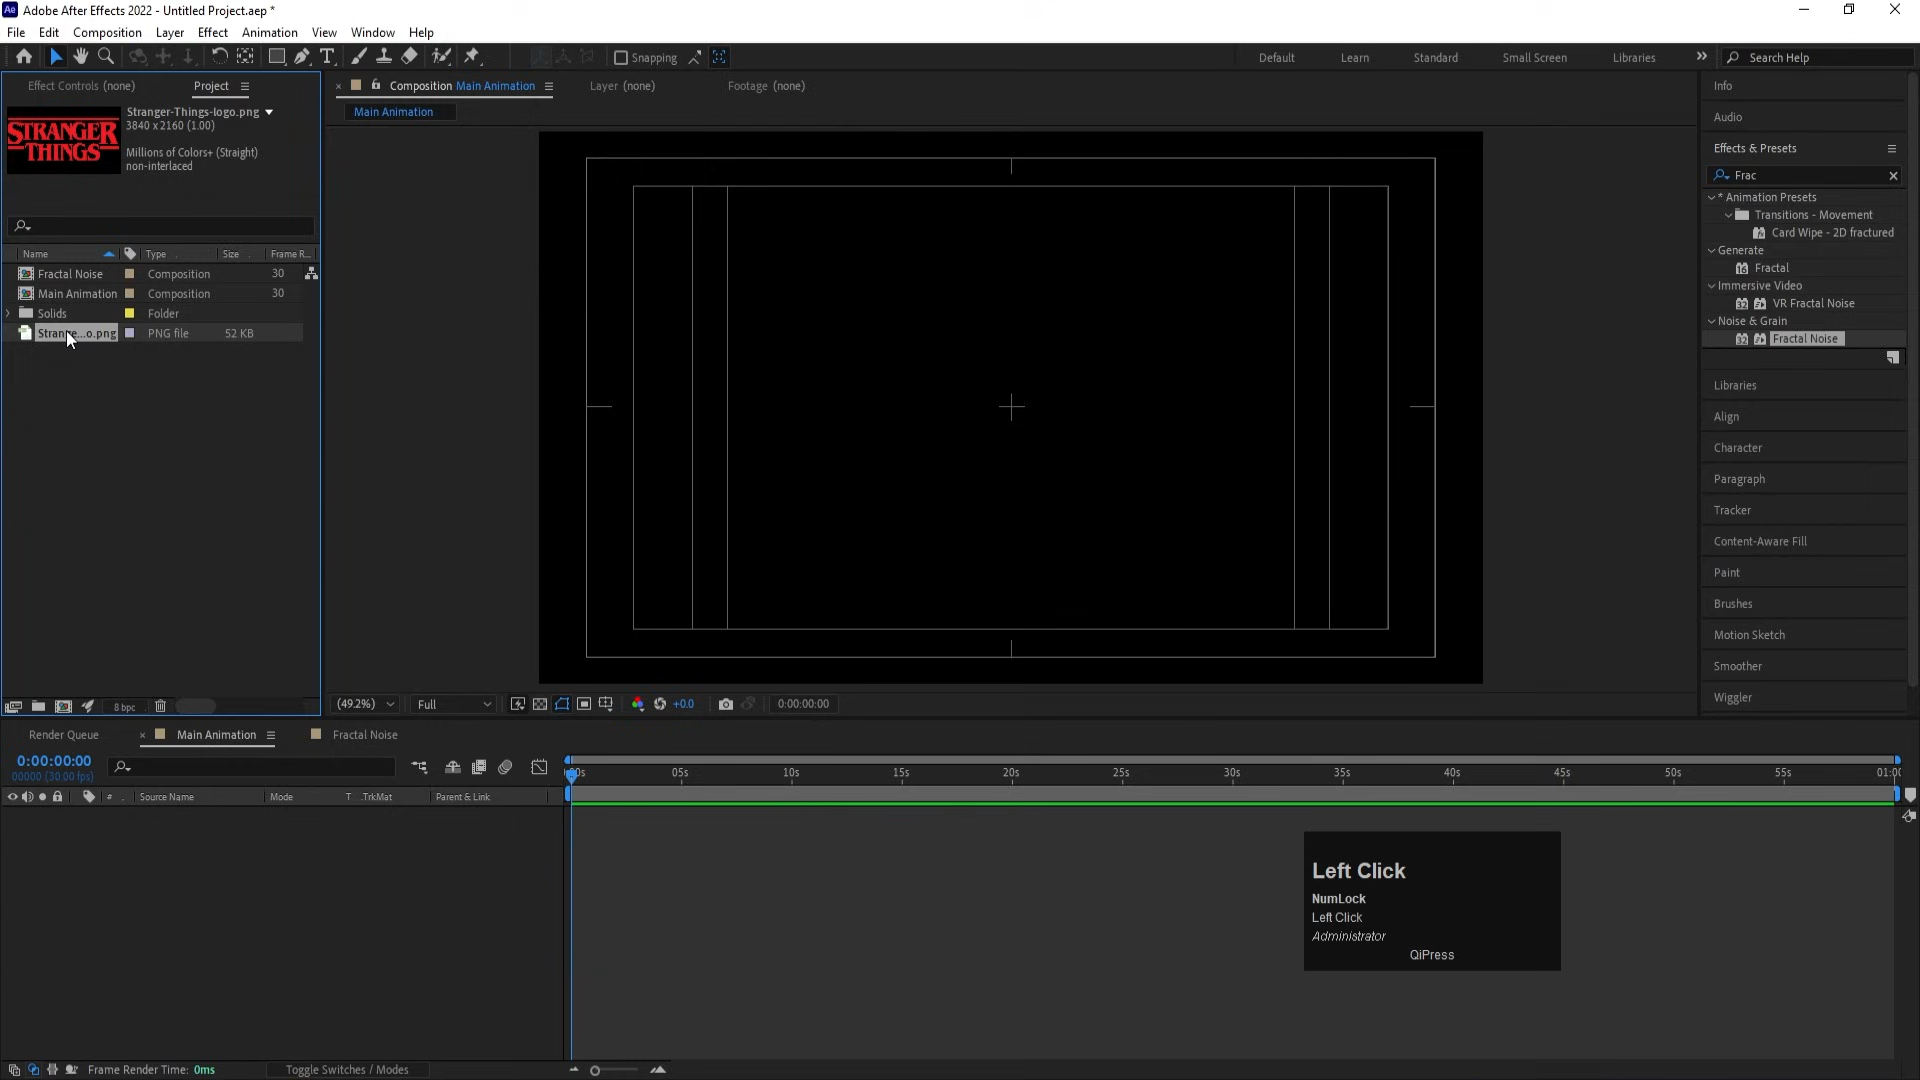 Adobe After Effects 2022 - Untitled Project.aep *
File Edit Composition Layer Effect Animation View Window Help
Snapping
Default Learn Standard Small Screen Libraries
Search Help
Effect Controls (none) Project
Composition Main Animation Layer (none) Footage (none)
Main Animation
STRANGER
THINGS
Stranger-Things-logo.png
3840 x 2160 (1.00)
Millions of Colors+ (Straight)
non-interlaced
Name Type Size Frame R...
Fractal Noise Composition 30
Main Animation Composition 30
Solids Folder
Strange...o.png PNG file 52 KB
8 bpc
(49.2%) Full +0.0 0:00:00:00
Info
Audio
Effects & Presets
Frac
* Animation Presets
Transitions - Movement
Card Wipe - 2D fractured
Generate
Fractal
Immersive Video
VR Fractal Noise
Noise & Grain
Fractal Noise
Libraries
Align
Character
Paragraph
Tracker
Content-Aware Fill
Paint
Brushes
Motion Sketch
Smoother
Wiggler
Render Queue Main Animation Fractal Noise
0:00:00:00
00000 (30.00 fps)
# Source Name Mode T .TrkMat Parent & Link
00s 05s 10s 15s 20s 25s 30s 35s 40s 45s 50s 55s 01:00
Left Click
NumLock
Left Click
Administrator
QiPress
Frame Render Time: 0ms Toggle Switches / Modes